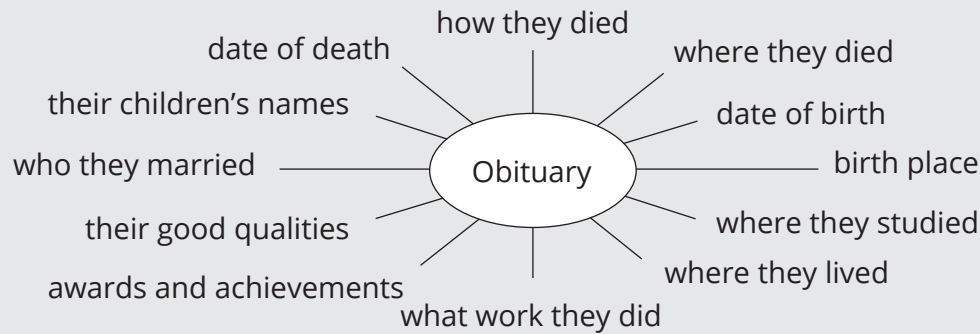 how they died
date of death
where they died
their children's names
date of birth
who they married
Obituary
birth place
their good qualities
where they studied
awards and achievements
where they lived
what work they did